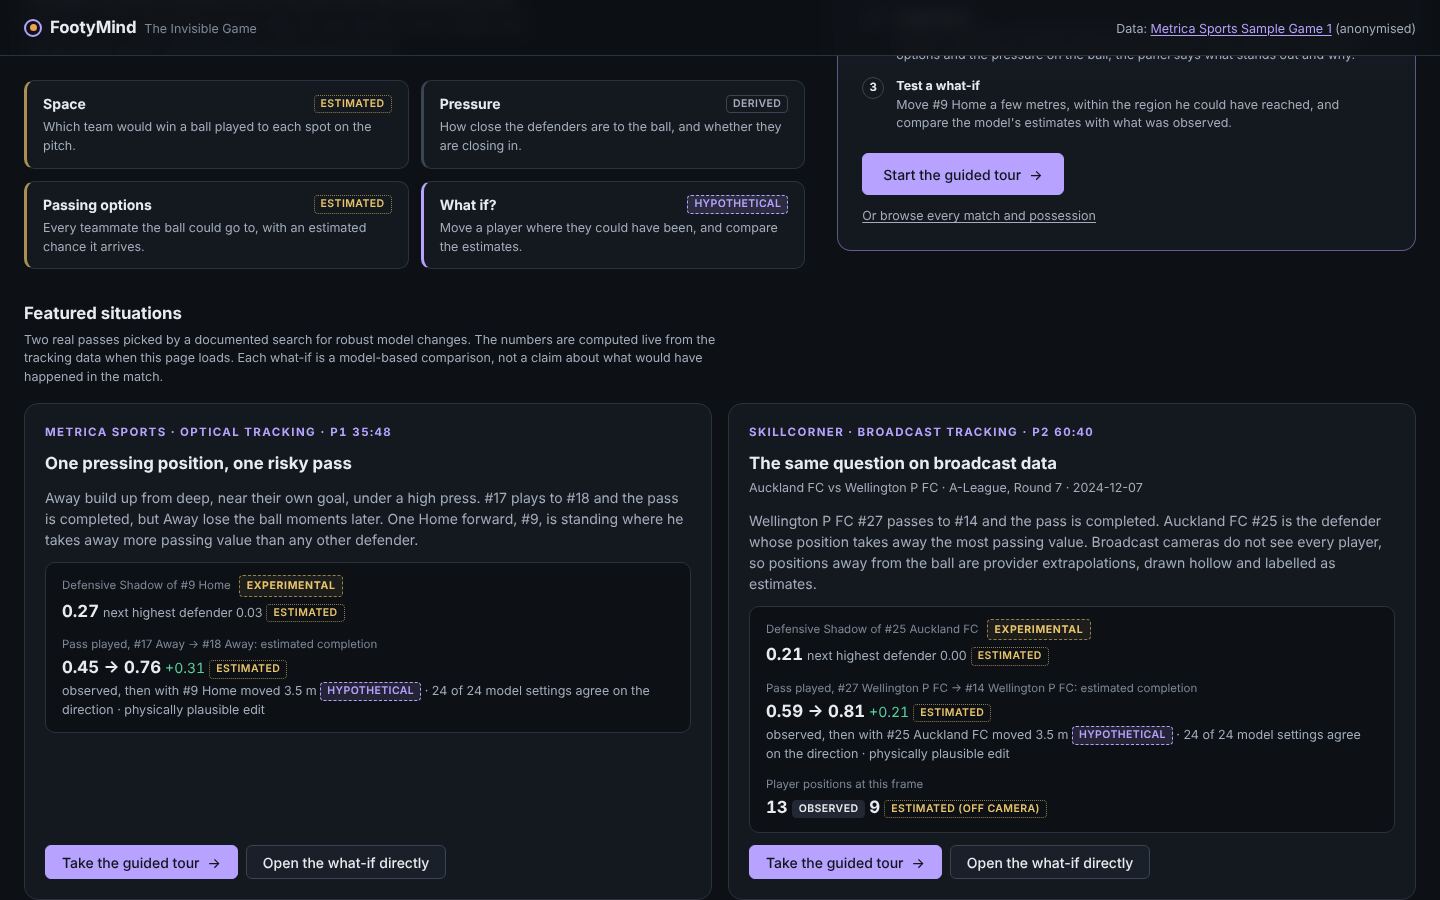 FootyMind The Invisible Game
Data: Metrica Sports Sample Game 1 (anonymised)
options and the pressure on the ball, the panel says what stands out and why.
Space ESTIMATED
Which team would win a ball played to each spot on the
pitch.
Pressure DERIVED
How close the defenders are to the ball, and whether they
are closing in.
Passing options ESTIMATED
Every teammate the ball could go to, with an estimated
chance it arrives.
What if? HYPOTHETICAL
Move a player where they could have been, and compare
the estimates.
3 Test a what-if
Move #9 Home a few metres, within the region he could have reached, and
compare the model's estimates with what was observed.
Start the guided tour →
Or browse every match and possession
Featured situations
Two real passes picked by a documented search for robust model changes. The numbers are computed live from the
tracking data when this page loads. Each what-if is a model-based comparison, not a claim about what would have
happened in the match.
METRICA SPORTS · OPTICAL TRACKING · P1 35:48
One pressing position, one risky pass
Away build up from deep, near their own goal, under a high press. #17 plays to #18 and the pass
is completed, but Away lose the ball moments later. One Home forward, #9, is standing where he
takes away more passing value than any other defender.
Defensive Shadow of #9 Home EXPERIMENTAL
0.27 next highest defender 0.03 ESTIMATED
Pass played, #17 Away → #18 Away: estimated completion
0.45 → 0.76 +0.31 ESTIMATED
observed, then with #9 Home moved 3.5 m HYPOTHETICAL · 24 of 24 model settings agree on the
direction · physically plausible edit
Take the guided tour →
Open the what-if directly
SKILLCORNER · BROADCAST TRACKING · P2 60:40
The same question on broadcast data
Auckland FC vs Wellington P FC · A-League, Round 7 · 2024-12-07
Wellington P FC #27 passes to #14 and the pass is completed. Auckland FC #25 is the defender
whose position takes away the most passing value. Broadcast cameras do not see every player,
so positions away from the ball are provider extrapolations, drawn hollow and labelled as
estimates.
Defensive Shadow of #25 Auckland FC EXPERIMENTAL
0.21 next highest defender 0.00 ESTIMATED
Pass played, #27 Wellington P FC → #14 Wellington P FC: estimated completion
0.59 → 0.81 +0.21 ESTIMATED
observed, then with #25 Auckland FC moved 3.5 m HYPOTHETICAL · 24 of 24 model settings agree
on the direction · physically plausible edit
Player positions at this frame
13 OBSERVED 9 ESTIMATED (OFF CAMERA)
Take the guided tour →
Open the what-if directly